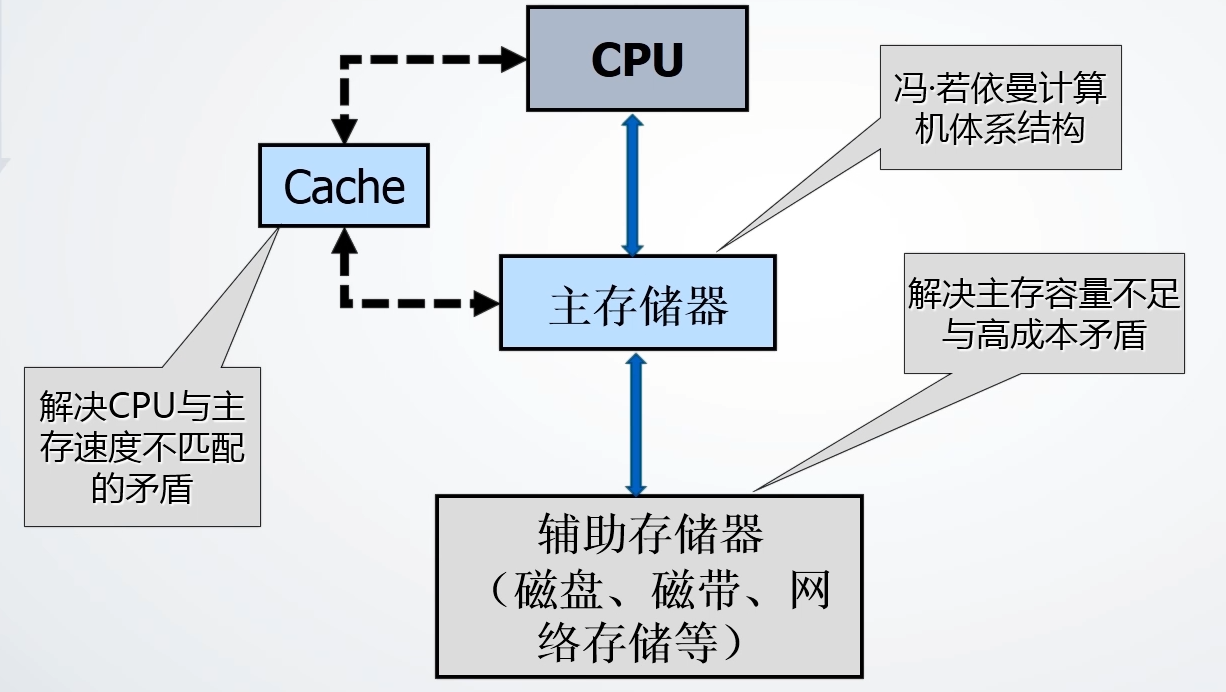 CPU
冯·若依曼计算
机体系结构
Cache
主存储器
解决主存容量不足
与高成本矛盾
解决CPU与主
存速度不匹配
的矛盾
辅助存储器
（磁盘、磁带、网
络存储等）